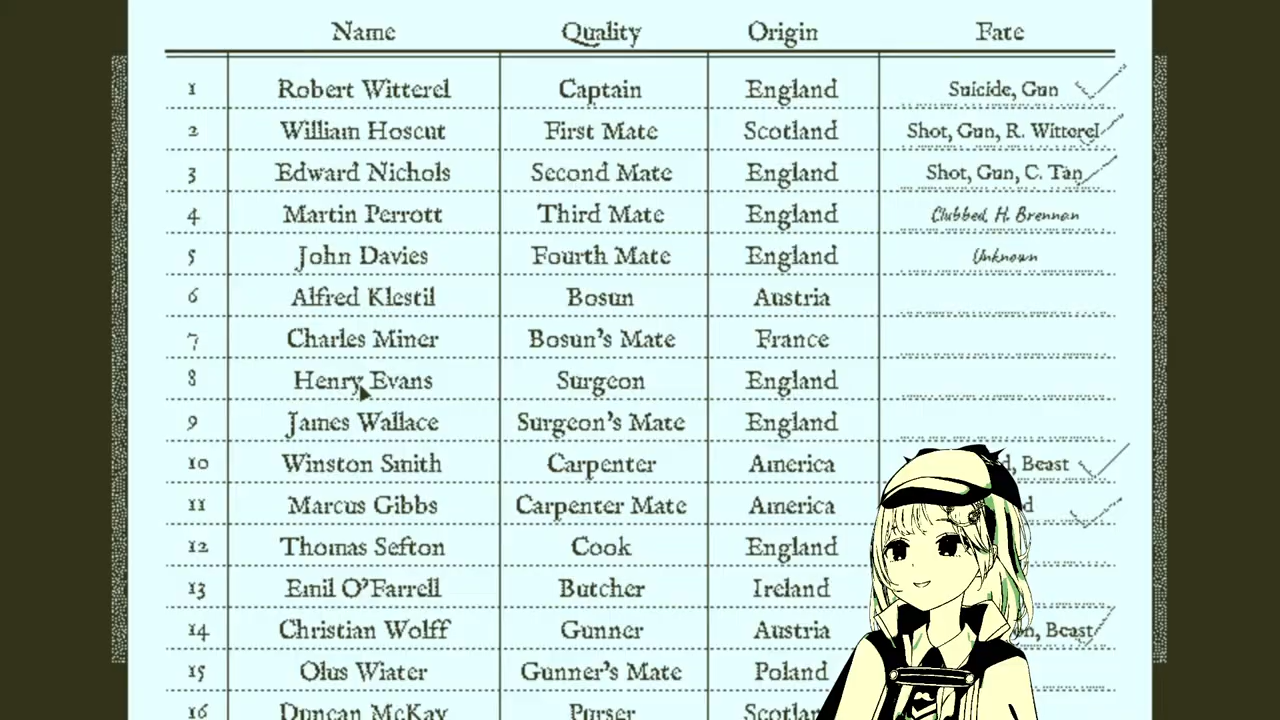 Name Quality Origin Fate
1 Robert Witterel Captain England Suicide, Gun
2 William Hoscut First Mate Scotland Shot, Gun, R. Witterel
3 Edward Nichols Second Mate England Shot, Gun, C. Tan
4 Martin Perrott Third Mate England Clubbed, H. Brennan
5 John Davies Fourth Mate England Unknown
6 Alfred Klestil Bosun Austria
7 Charles Miner Bosun's Mate France
8 Henry Evans Surgeon England
9 James Wallace Surgeon's Mate England
10 Winston Smith Carpenter America Beast
11 Marcus Gibbs Carpenter Mate America
12 Thomas Sefton Cook England
13 Emil O'Farrell Butcher Ireland
14 Christian Wolff Gunner Austria Beast
15 Olus Wiater Gunner's Mate Poland
16 Duncan McKay Purser